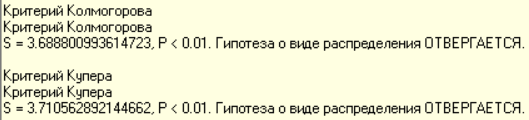 Критерий Колмогорова
Критерий Колмогорова
S = 3.688800993614723, P < 0.01. Гипотеза о виде распределения ОТВЕРГАЕТСЯ.
Критерий Купера
Критерий Купера
S = 3.710562892144662, P < 0.01. Гипотеза о виде распределения ОТВЕРГАЕТСЯ.